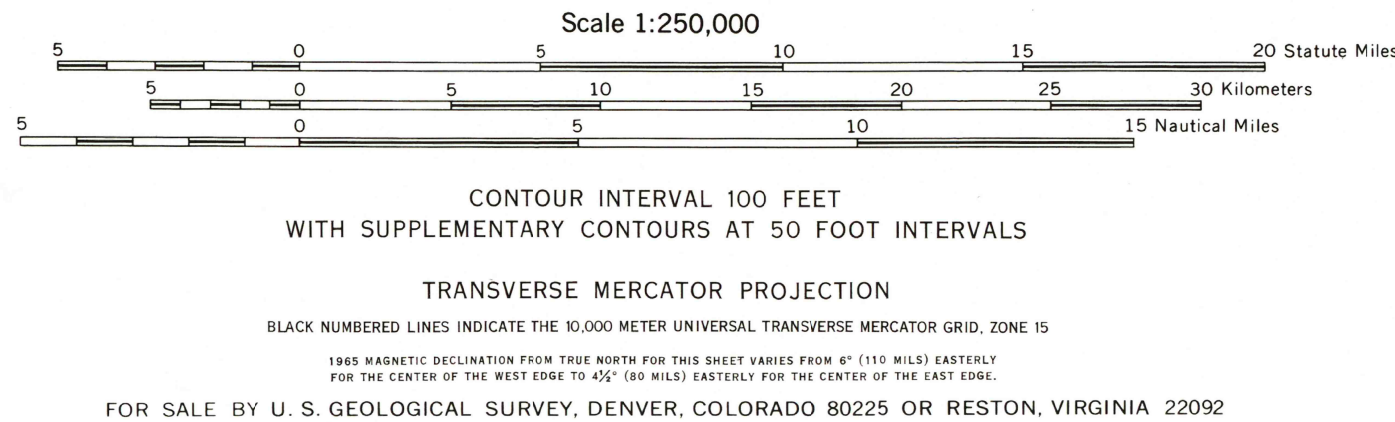 Scale 1:250,000
5 0 5 10 15 20 Statute Miles
5 0 5 10 15 20 25 30 Kilometers
5 0 5 10 15 Nautical Miles
CONTOUR INTERVAL 100 FEET
WITH SUPPLEMENTARY CONTOURS AT 50 FOOT INTERVALS
TRANSVERSE MERCATOR PROJECTION
BLACK NUMBERED LINES INDICATE THE 10,000 METER UNIVERSAL TRANSVERSE MERCATOR GRID, ZONE 15
1965 MAGNETIC DECLINATION FROM TRUE NORTH FOR THIS SHEET VARIES FROM 6° (110 MILS) EASTERLY
FOR THE CENTER OF THE WEST EDGE TO 4½° (80 MILS) EASTERLY FOR THE CENTER OF THE EAST EDGE.
FOR SALE BY U. S. GEOLOGICAL SURVEY, DENVER, COLORADO 80225 OR RESTON, VIRGINIA 22092